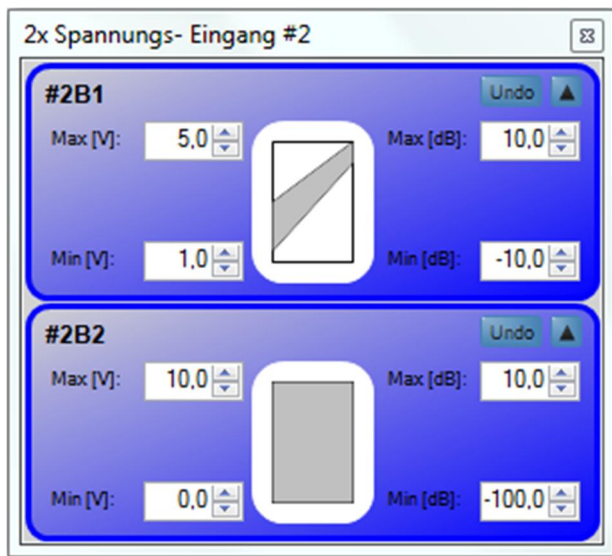 2x Spannungs- Eingang #2
#2B1 Undo
Max [V]: 5,0 Max [dB]: 10,0
Min [V]: 1,0 Min [dB]: -10,0
#2B2 Undo
Max [V]: 10,0 Max [dB]: 10,0
Min [V]: 0,0 Min [dB]: -100,0